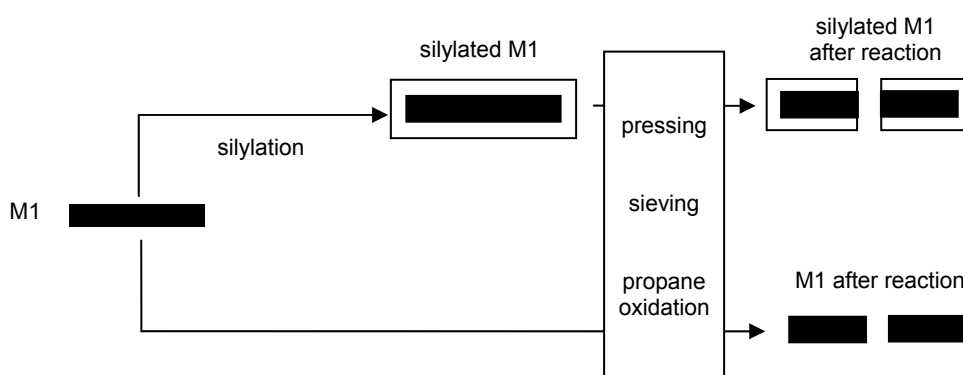 silylated M1
silylated M1
after reaction
pressing
silylation
M1
sieving
propane
oxidation
M1 after reaction